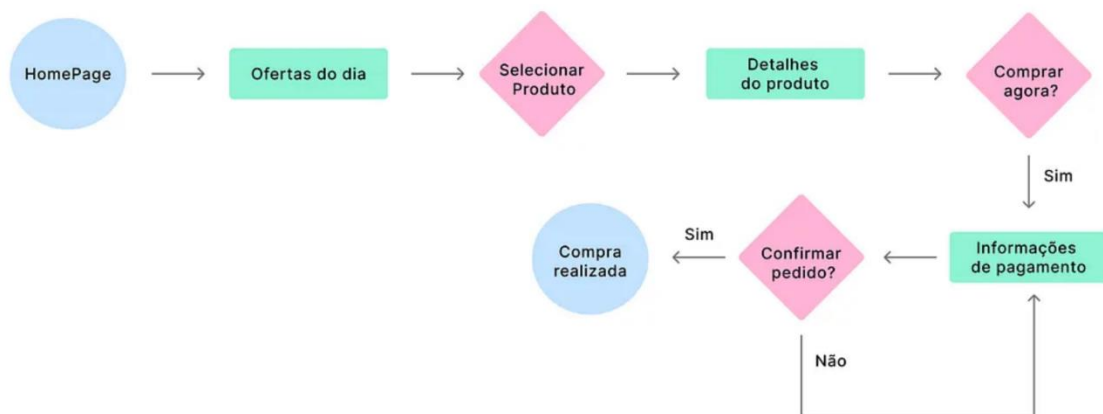 HomePage
Ofertas do dia
Selecionar
Produto
Detalhes
do produto
Comprar
agora?
Sim
Informações
de pagamento
Confirmar
pedido?
Sim
Compra
realizada
Não